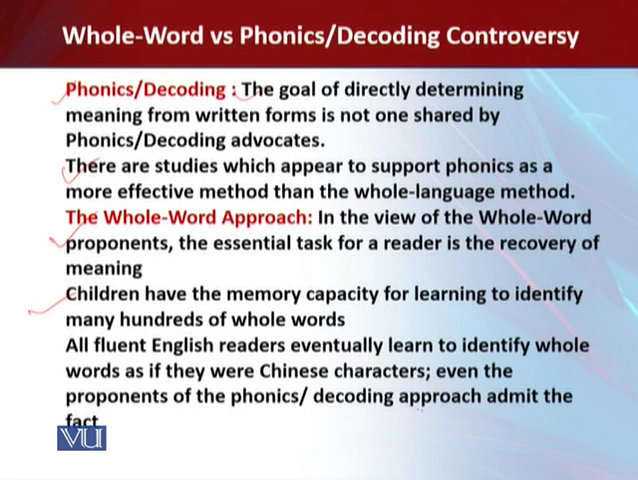 Whole-Word vs Phonics/Decoding Controversy
Phonics/Decoding : The goal of directly determining
meaning from written forms is not one shared by
Phonics/Decoding advocates.
There are studies which appear to support phonics as a
more effective method than the whole-language method.
The Whole-Word Approach: In the view of the Whole-Word
proponents, the essential task for a reader is the recovery of
meaning
Children have the memory capacity for learning to identify
many hundreds of whole words
All fluent English readers eventually learn to identify whole
words as if they were Chinese characters; even the
proponents of the phonics/ decoding approach admit the
fact
VU